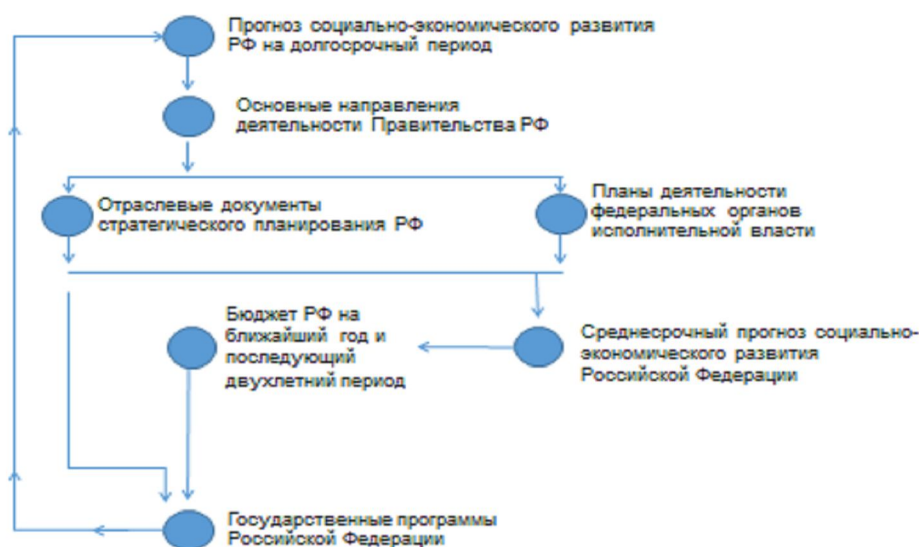 Прогноз социально-экономического развития
РФ на долгосрочный период
Основные направления
деятельности Правительства РФ
Отраслевые документы
стратегического планирования РФ
Планы деятельности
федеральных органов
исполнительной власти
Бюджет РФ на
ближайший год и
последующий
двухлетний период
Среднесрочный прогноз социально-
экономического развития
Российской Федерации
Государственные программы
Российской Федерации